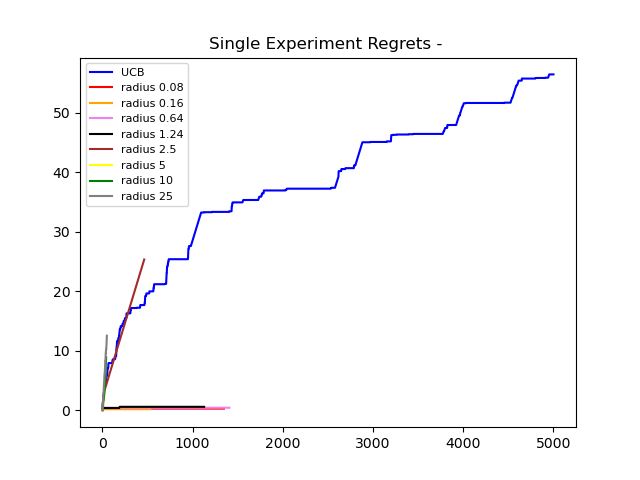 Single Experiment Regrets -
UCB
radius 0.08
radius 0.16
radius 0.64
radius 1.24
radius 2.5
radius 5
radius 10
radius 25
50
40
30
20
10
0
0 1000 2000 3000 4000 5000